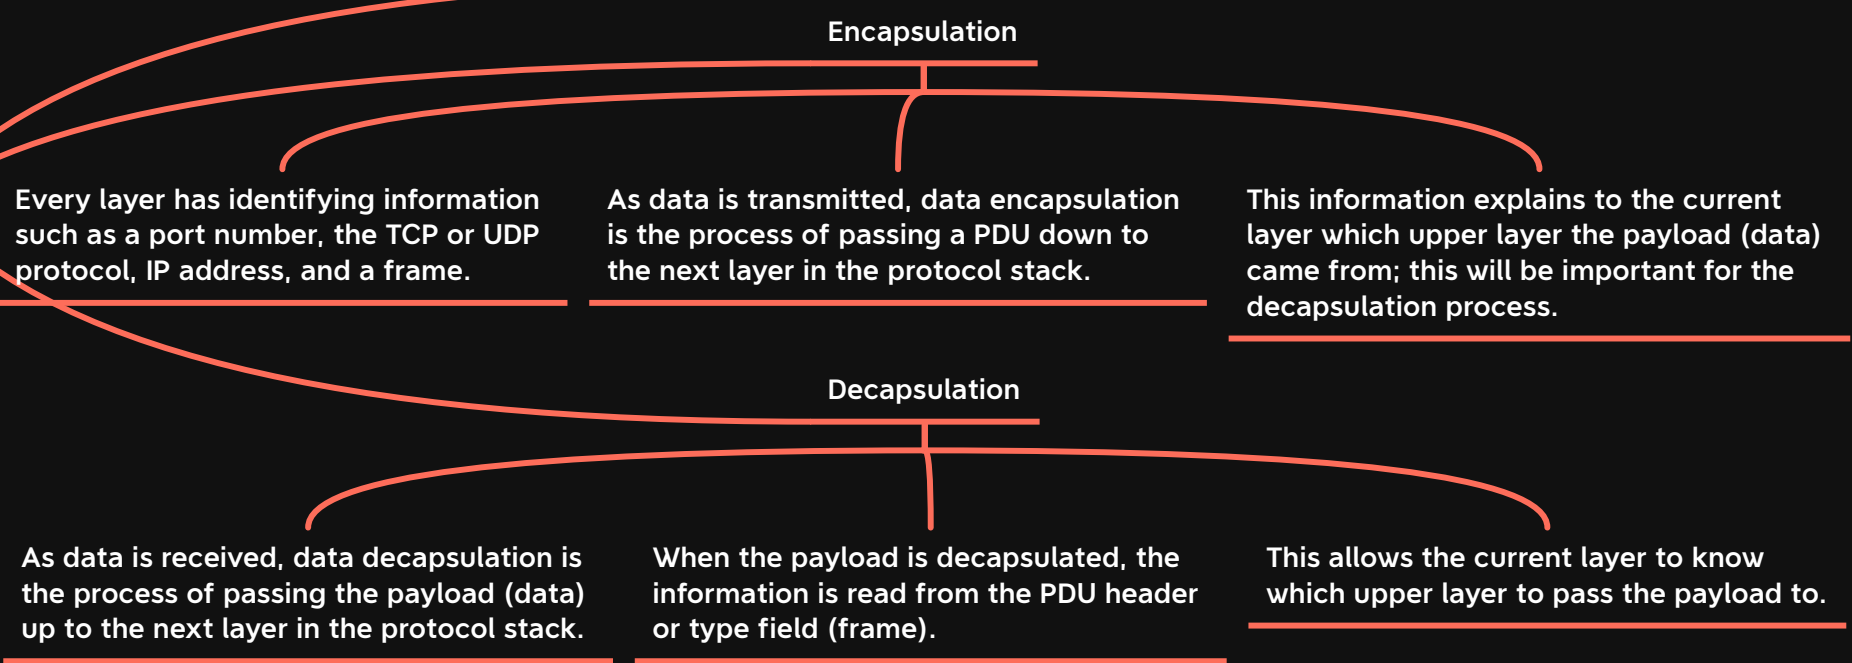 Encapsulation
Every layer has identifying information
such as a port number, the TCP or UDP
protocol, IP address, and a frame.
As data is transmitted, data encapsulation
is the process of passing a PDU down to
the next layer in the protocol stack.
This information explains to the current
layer which upper layer the payload (data)
came from; this will be important for the
decapsulation process.
Decapsulation
As data is received, data decapsulation is
the process of passing the payload (data)
up to the next layer in the protocol stack.
When the payload is decapsulated, the
information is read from the PDU header
or type field (frame).
This allows the current layer to know
which upper layer to pass the payload to.